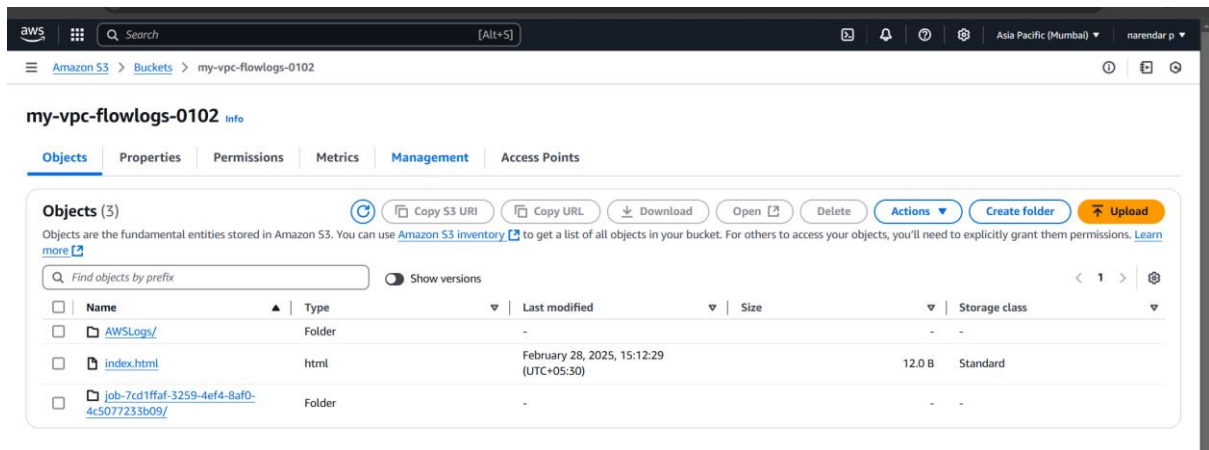 aws
Search [Alt+S] Asia Pacific (Mumbai) ▼ narendar p ▼
Amazon S3 > Buckets > my-vpc-flowlogs-0102
my-vpc-flowlogs-0102 Info
Objects Properties Permissions Metrics Management Access Points
Objects (3) Copy S3 URI Copy URL Download Open Delete Actions ▼ Create folder Upload
Objects are the fundamental entities stored in Amazon S3. You can use Amazon S3 inventory to get a list of all objects in your bucket. For others to access your objects, you'll need to explicitly grant them permissions. Learn
more
Find objects by prefix Show versions < 1 >
Name Type Last modified Size Storage class
AWSLogs/ Folder - - -
index.html html February 28, 2025, 15:12:29 12.0 B Standard
(UTC+05:30)
job-7cd1ffaf-3259-4ef4-8af0- Folder - - -
4c5077233b09/